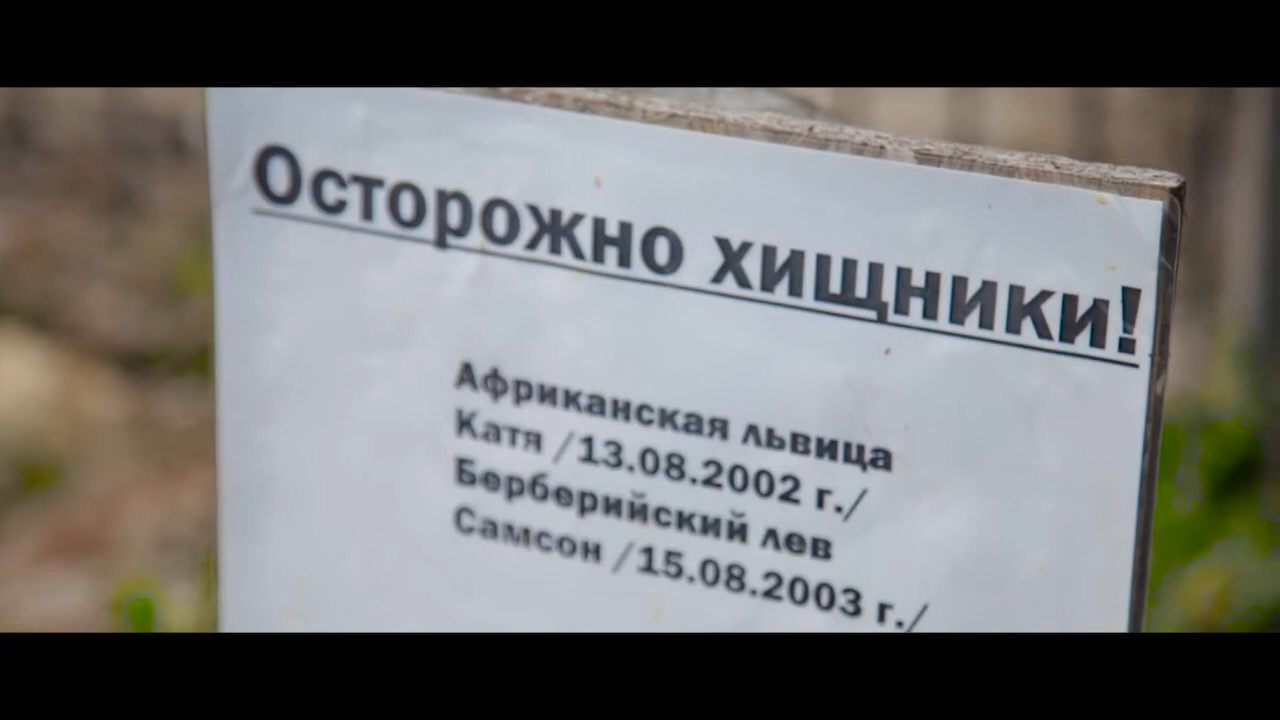 Осторожно хищники!
Африканская львица
Катя /13.08.2002 г./
Берберийский лев
Самсон /15.08.2003 г./